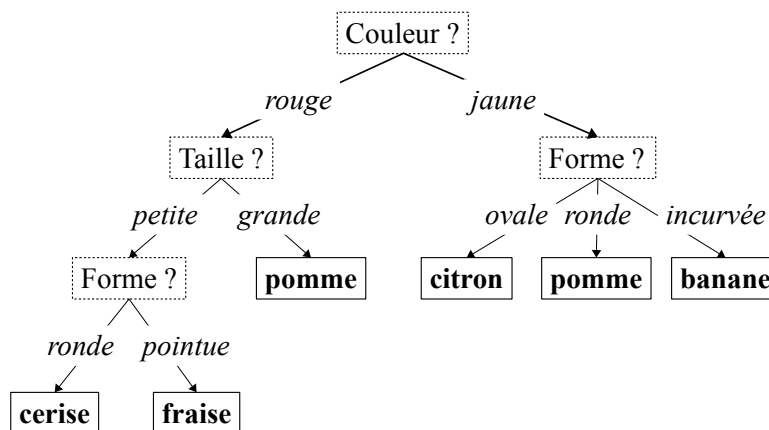 Couleur ?
rouge jaune
Taille ? Forme ?
petite grande ovale ronde incurvée
Forme ? pomme citron pomme banane
ronde pointue
cerise fraise